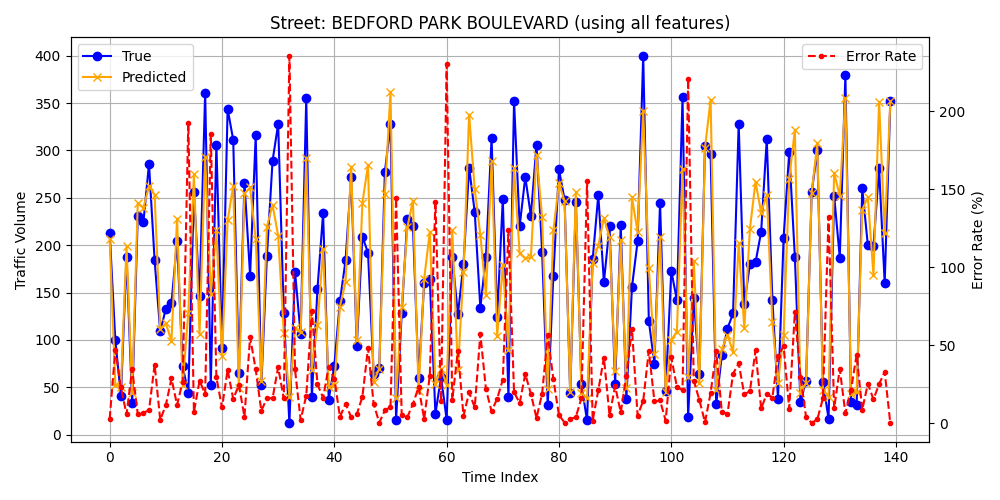 Street: BEDFORD PARK BOULEVARD (using all features)
True
Predicted
Error Rate
400
350
300
250
200
150
100
50
0
Traffic Volume
200
150
100
50
0
Error Rate (%)
0 20 40 60 80 100 120 140
Time Index